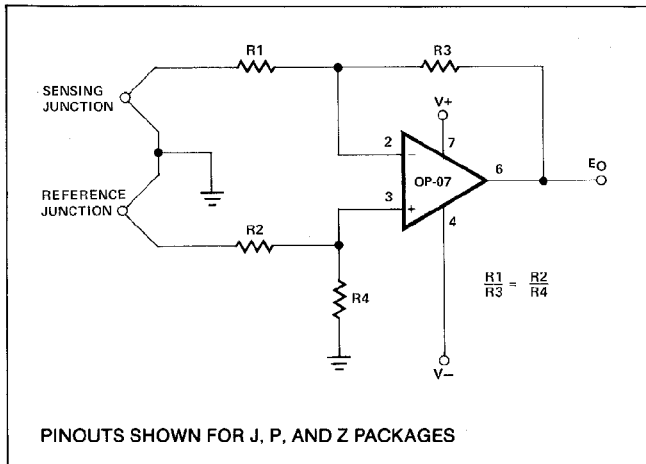 R1
R3
SENSING
JUNCTION
V+
7
2
−
OP-07
6
EO
REFERENCE
JUNCTION
3
+
4
R2
R1/R3 = R2/R4
R4
V−
PINOUTS SHOWN FOR J, P, AND Z PACKAGES